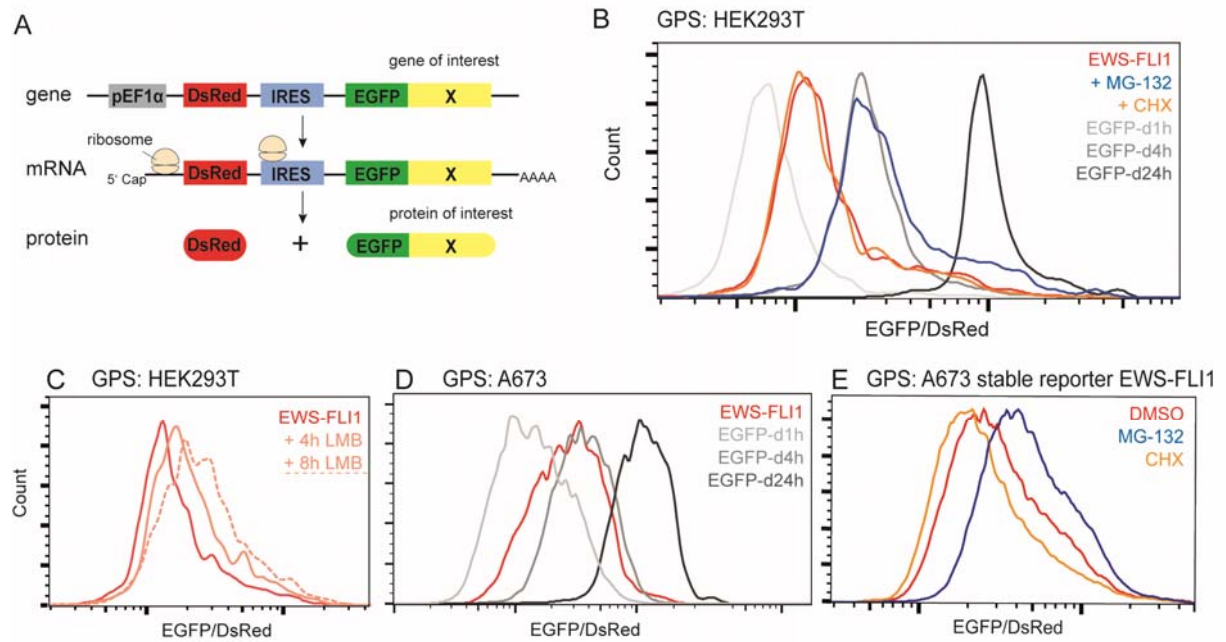 A
gene of interest
gene pEF1α DsRed IRES EGFP X
ribosome
mRNA 5' Cap DsRed IRES EGFP X AAAA
protein of interest
protein DsRed + EGFP X
B GPS: HEK293T
EWS-FLI1
+ MG-132
+ CHX
EGFP-d1h
EGFP-d4h
EGFP-d24h
Count
EGFP/DsRed
C GPS: HEK293T
EWS-FLI1
+ 4h LMB
+ 8h LMB
Count
EGFP/DsRed
D GPS: A673
EWS-FLI1
EGFP-d1h
EGFP-d4h
EGFP-d24h
EGFP/DsRed
E GPS: A673 stable reporter EWS-FLI1
DMSO
MG-132
CHX
EGFP/DsRed